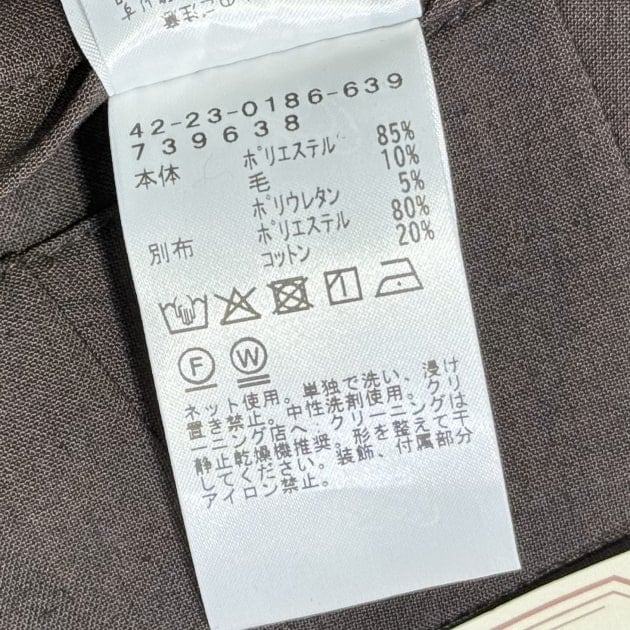 のご注意
42-23-0186-639
739638
本体 ポリエステル 85%
毛 10%
ポリウレタン 5%
別布 ポリエステル 80%
コットン 20%
F W
ネット使用。単独で洗い、浸け
置き禁止。中性洗剤使用。クリ
ーニング店へ、クリーニングは
静止乾燥機推奨。形を整えて干
してください。装飾、付属部分
アイロン禁止。